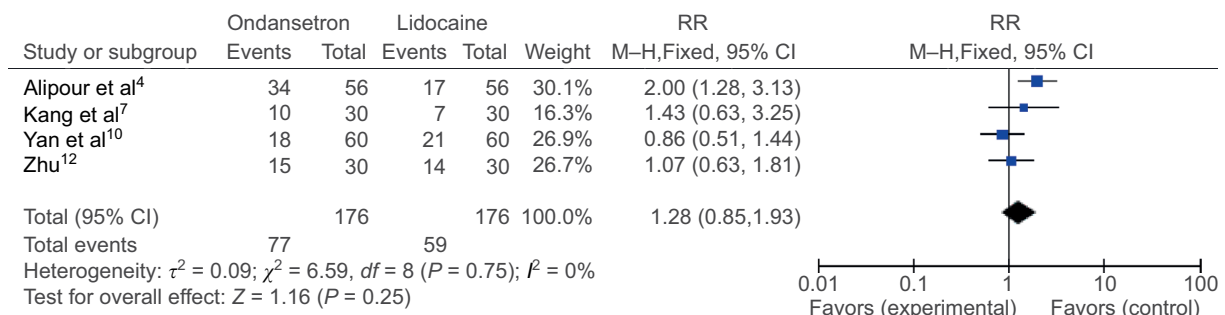 Ondansetron Lidocaine RR RR
Study or subgroup Events Total Events Total Weight M–H,Fixed, 95% CI M–H,Fixed, 95% CI
Alipour et al4 34 56 17 56 30.1% 2.00 (1.28, 3.13)
Kang et al7 10 30 7 30 16.3% 1.43 (0.63, 3.25)
Yan et al10 18 60 21 60 26.9% 0.86 (0.51, 1.44)
Zhu12 15 30 14 30 26.7% 1.07 (0.63, 1.81)
Total (95% CI) 176 176 100.0% 1.28 (0.85,1.93)
Total events 77 59
Heterogeneity: τ2 = 0.09; χ2 = 6.59, df = 8 (P = 0.75); I2 = 0%
Test for overall effect: Z = 1.16 (P = 0.25)
0.01 0.1 1 10 100
Favors (experimental) Favors (control)